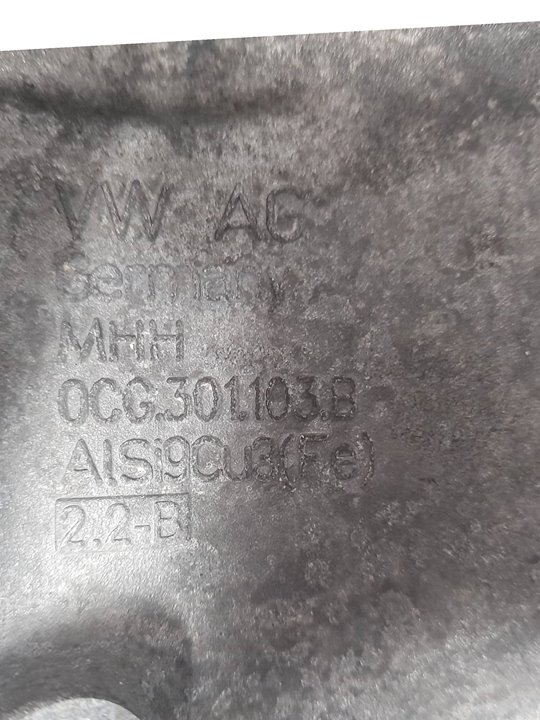 VW AG
Germany
MHH
0CG.301.103.B
AlSi9Cu3(Fe)
2.2-B